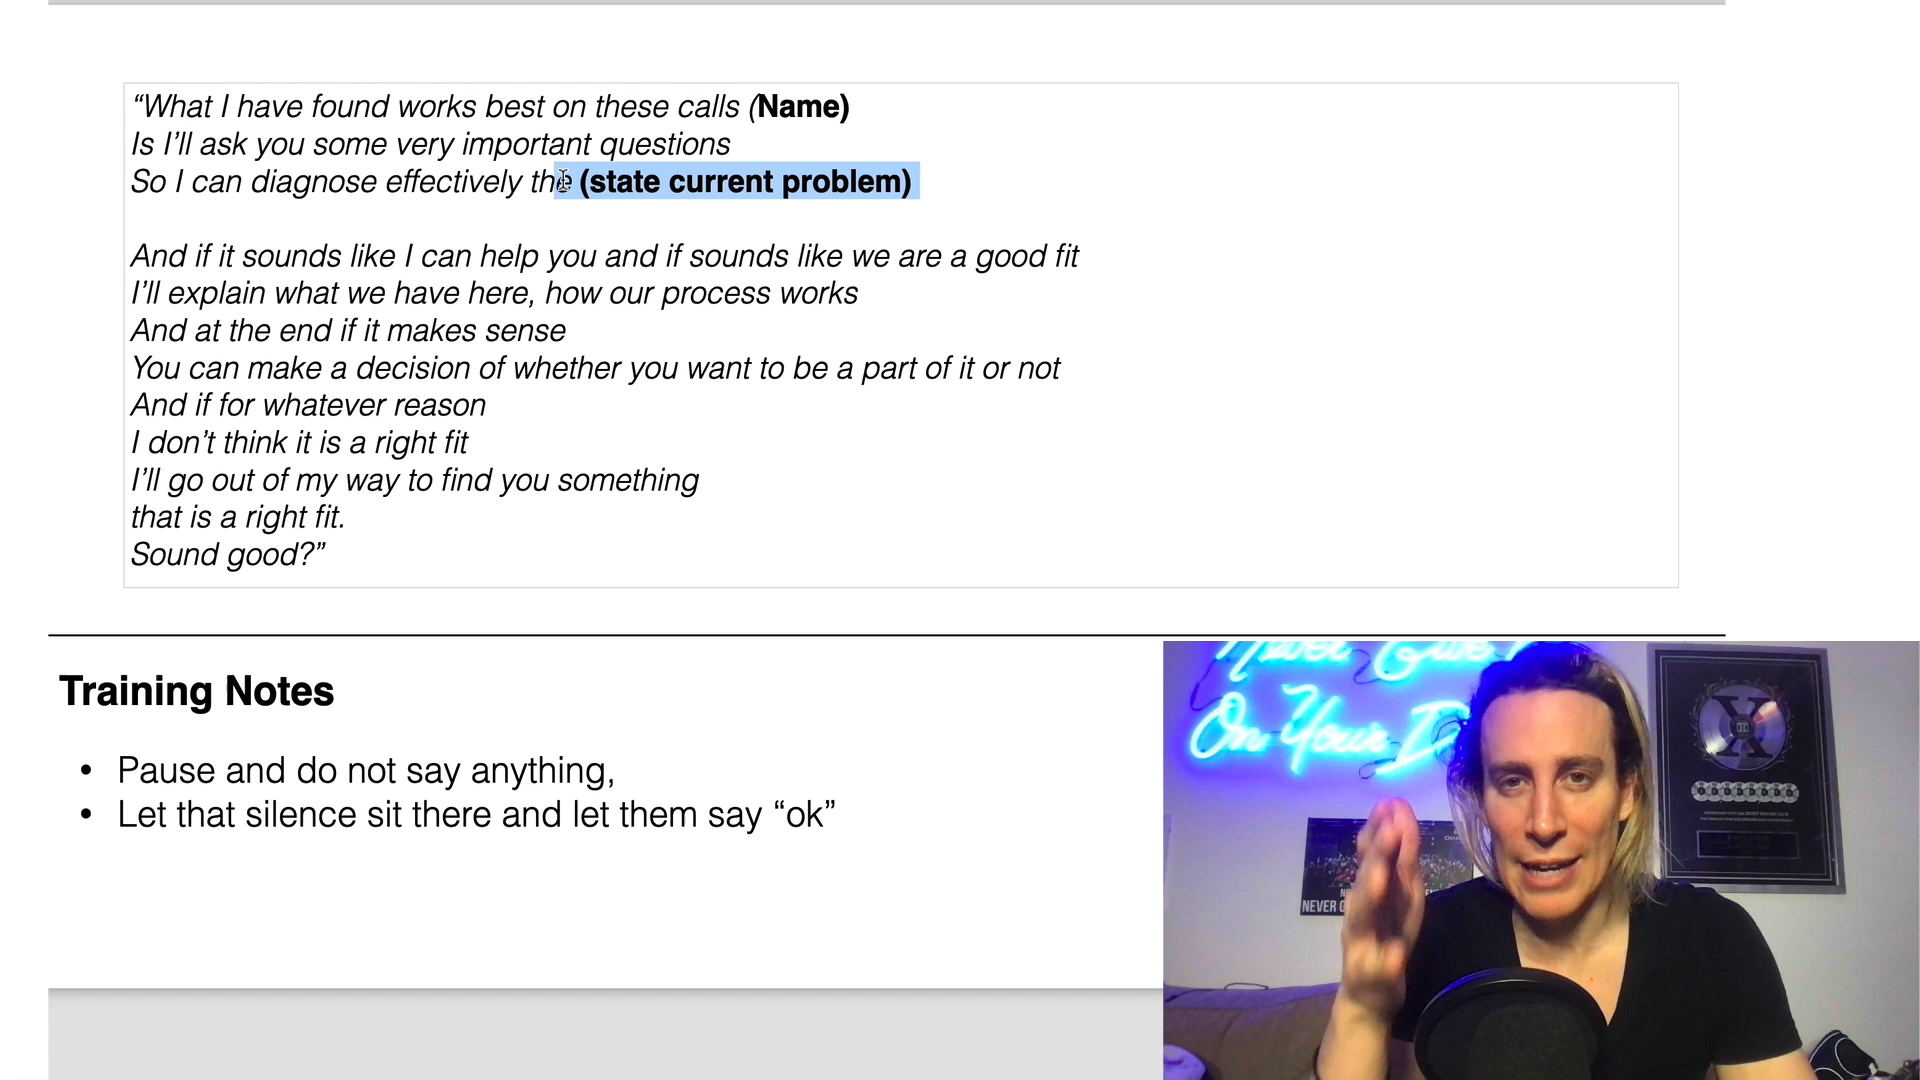 “What I have found works best on these calls (Name)
Is I’ll ask you some very important questions
So I can diagnose effectively the (state current problem)
And if it sounds like I can help you and if sounds like we are a good fit
I’ll explain what we have here, how our process works
And at the end if it makes sense
You can make a decision of whether you want to be a part of it or not
And if for whatever reason
I don’t think it is a right fit
I’ll go out of my way to find you something
that is a right fit.
Sound good?”
Training Notes
• Pause and do not say anything,
• Let that silence sit there and let them say “ok”
Never Give
On Your D
NEVER
X